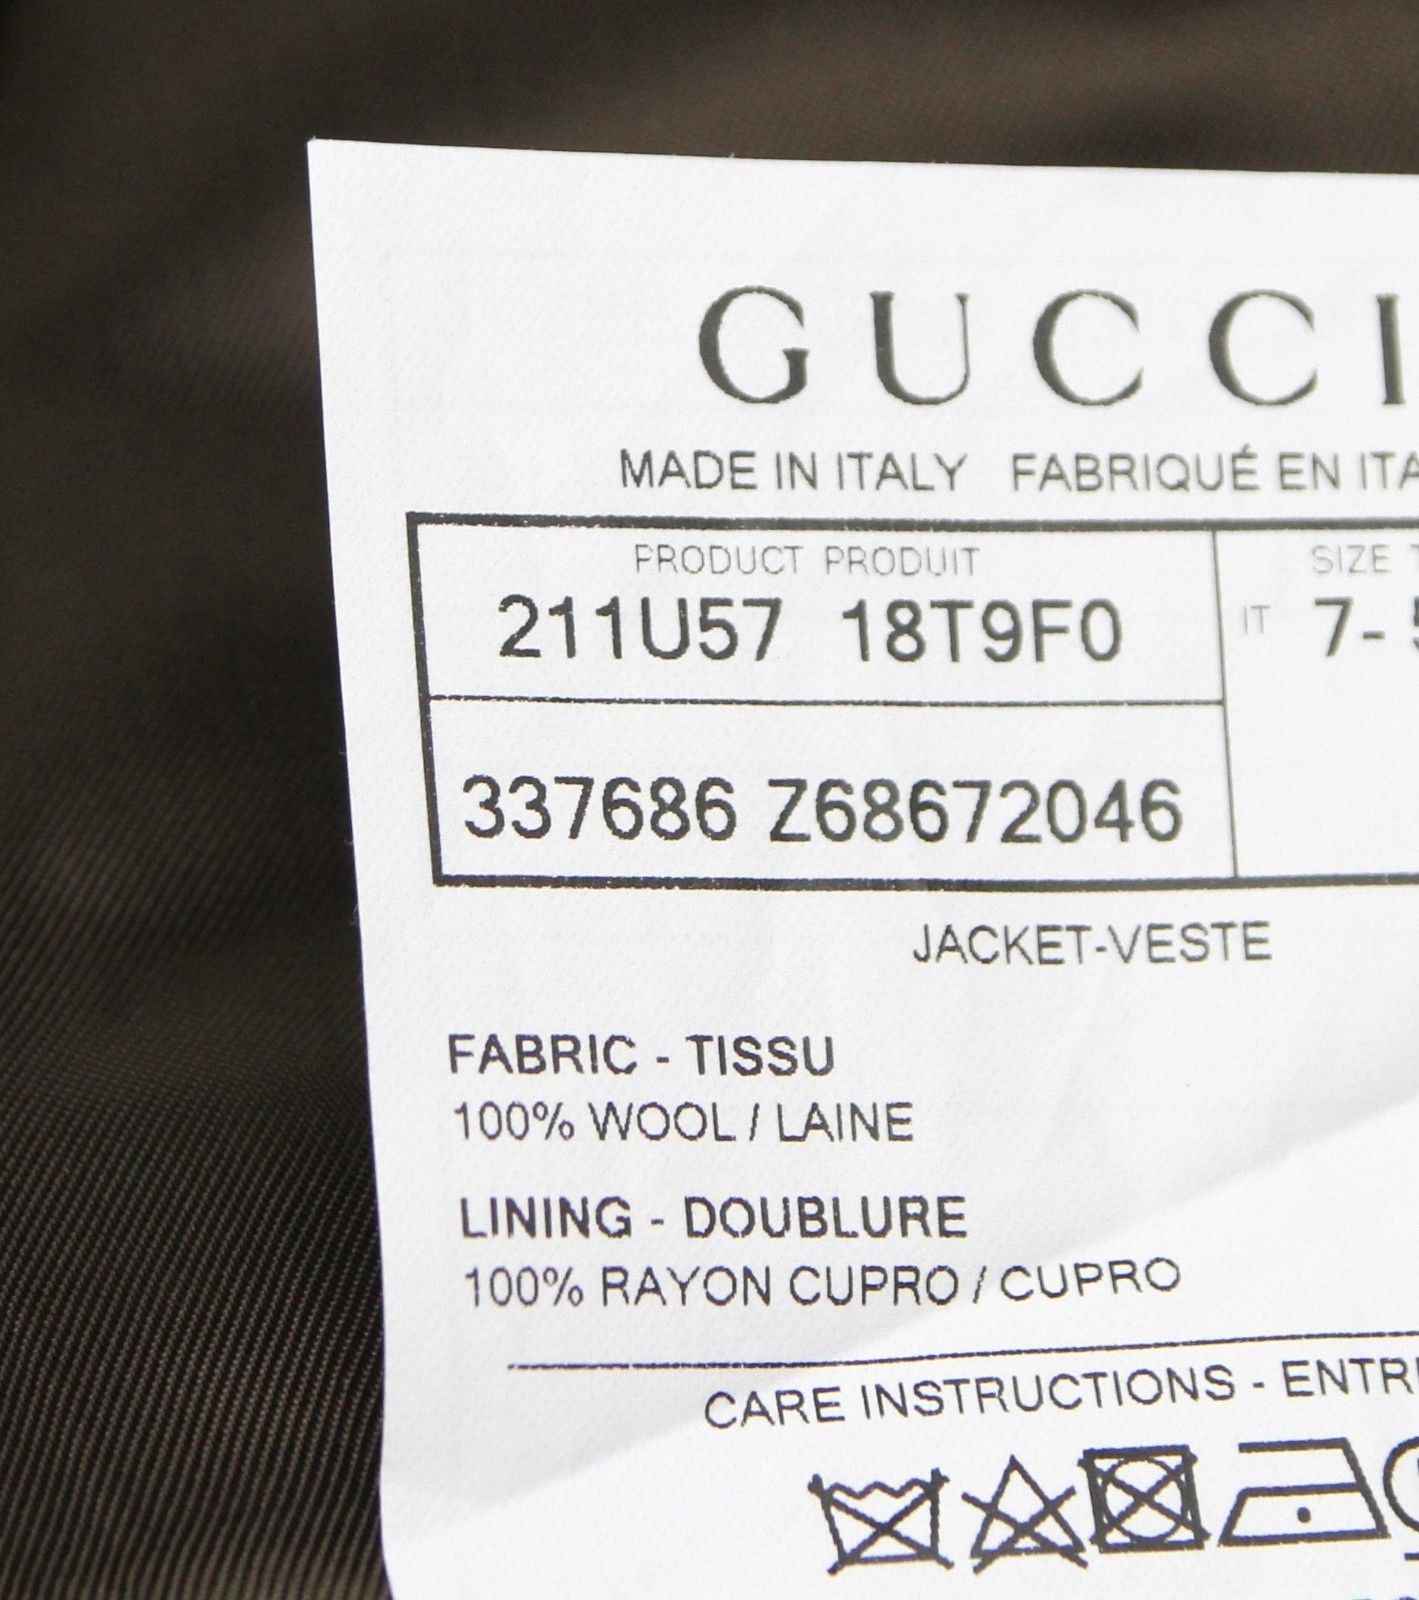 GUCCI
MADE IN ITALY FABRIQUÉ EN ITA
PRODUCT PRODUIT SIZE
211U57 18T9F0 IT 7-
337686 Z68672046
JACKET-VESTE
FABRIC - TISSU
100% WOOL / LAINE
LINING - DOUBLURE
100% RAYON CUPRO / CUPRO
CARE INSTRUCTIONS - ENTR